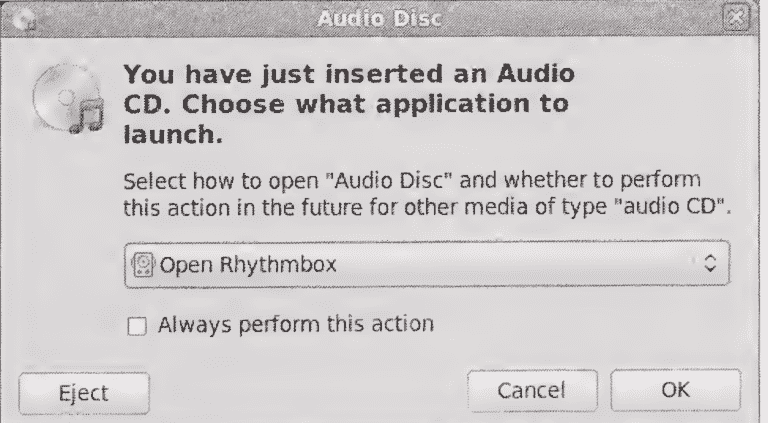 Audio Disc
You have just inserted an Audio
CD. Choose what application to
launch.
Select how to open "Audio Disc" and whether to perform
this action in the future for other media of type "audio CD".
Open Rhythmbox
Always perform this action
Eject
Cancel
OK